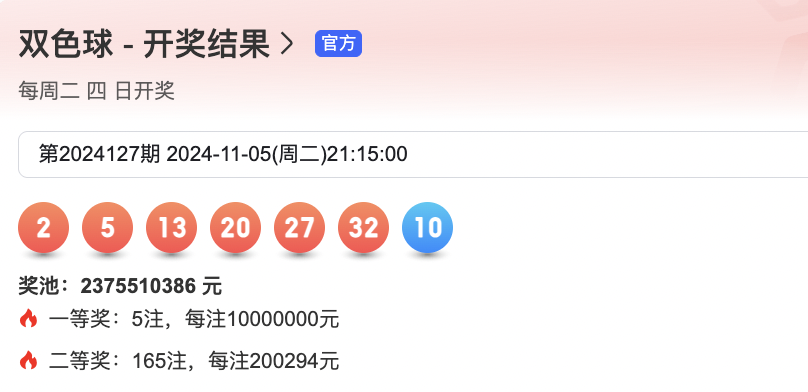 双色球 - 开奖结果 > 官方
每周二 四 日开奖
第2024127期 2024-11-05(周二)21:15:00
2 5 13 20 27 32 10
奖池：2375510386 元
一等奖：5注，每注10000000元
二等奖：165注，每注200294元